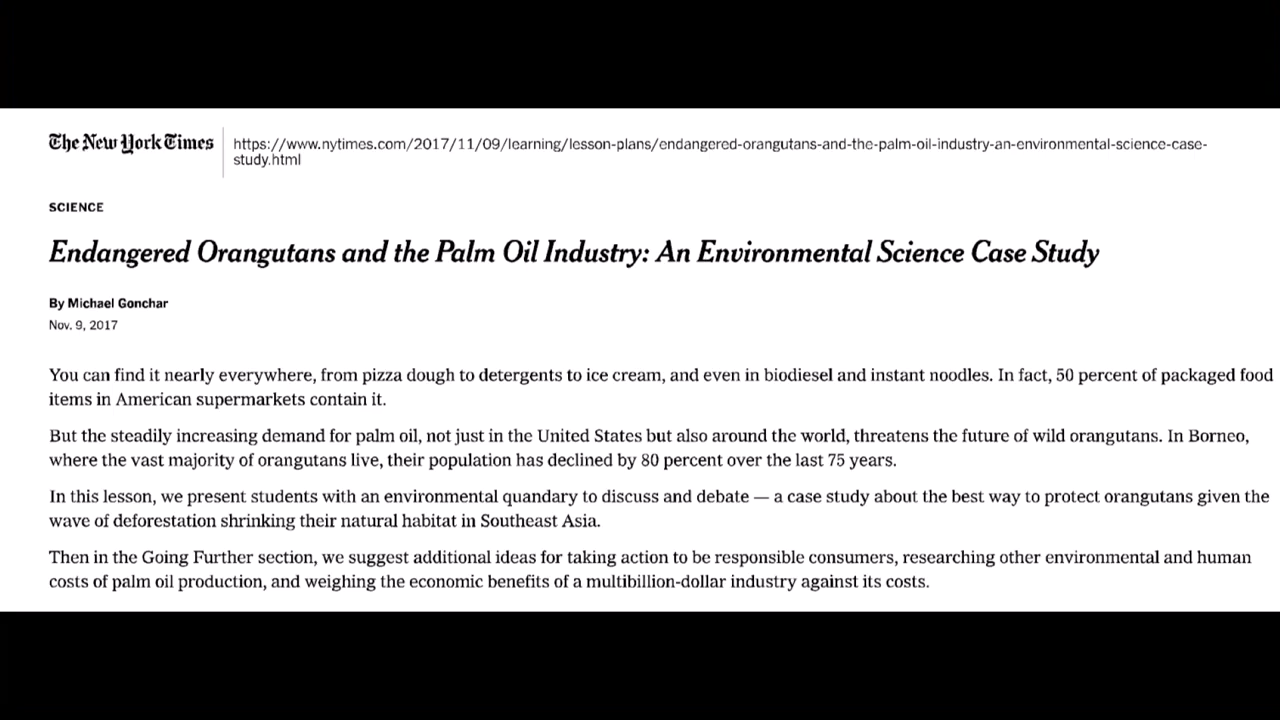 The New York Times
https://www.nytimes.com/2017/11/09/learning/lesson-plans/endangered-orangutans-and-the-palm-oil-industry-an-environmental-science-case-
study.html
SCIENCE
Endangered Orangutans and the Palm Oil Industry: An Environmental Science Case Study
By Michael Gonchar
Nov. 9, 2017
You can find it nearly everywhere, from pizza dough to detergents to ice cream, and even in biodiesel and instant noodles. In fact, 50 percent of packaged food
items in American supermarkets contain it.
But the steadily increasing demand for palm oil, not just in the United States but also around the world, threatens the future of wild orangutans. In Borneo,
where the vast majority of orangutans live, their population has declined by 80 percent over the last 75 years.
In this lesson, we present students with an environmental quandary to discuss and debate — a case study about the best way to protect orangutans given the
wave of deforestation shrinking their natural habitat in Southeast Asia.
Then in the Going Further section, we suggest additional ideas for taking action to be responsible consumers, researching other environmental and human
costs of palm oil production, and weighing the economic benefits of a multibillion-dollar industry against its costs.